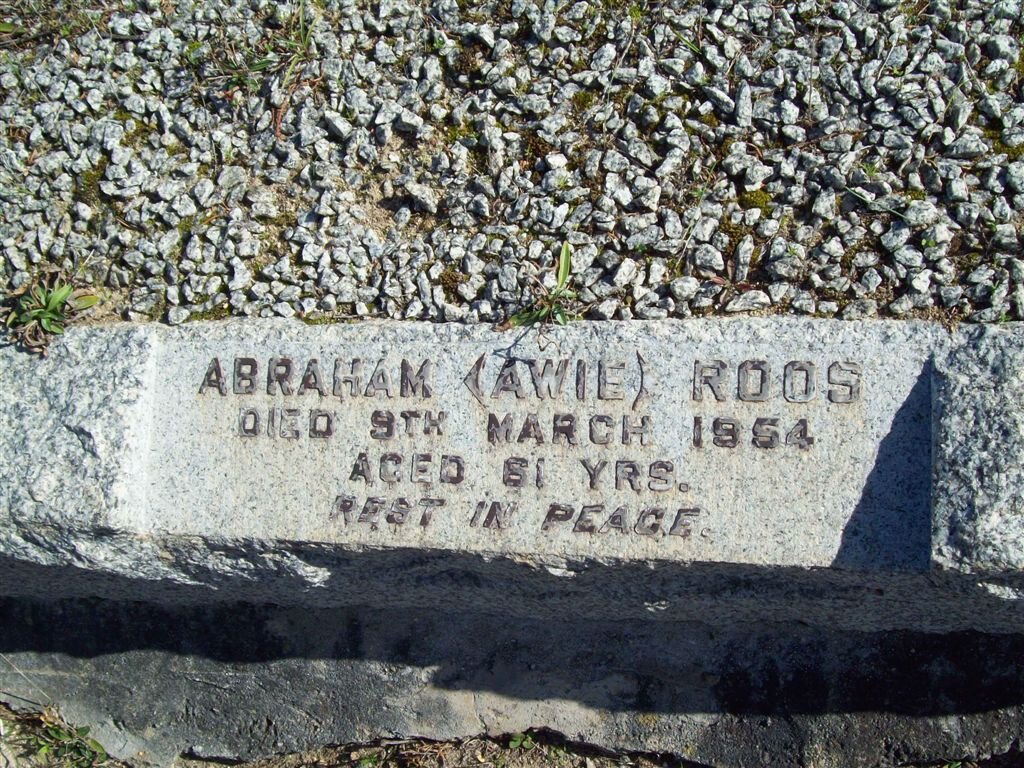 ABRAHAM (AWIE) ROOS
DIED 9TH MARCH 1954
AGED 61 YRS.
REST IN PEACE.